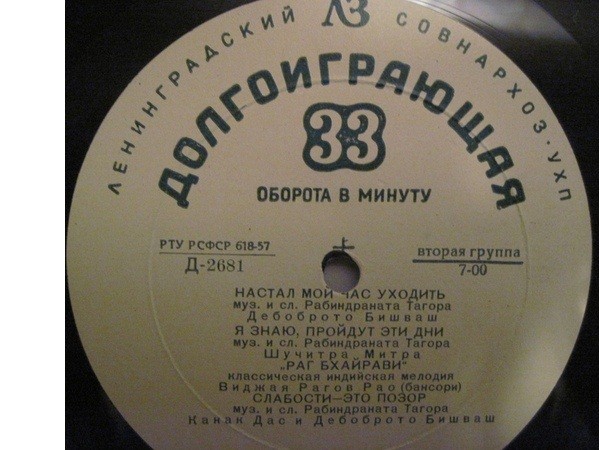 ЛЕНИНГРАДСКИЙ ЛЗ СОВНАРХОЗ·УХП
ДОЛГОИГРАЮЩАЯ
33
ОБОРОТА В МИНУТУ
РТУ РСФСР 618-57
Д-2681
вторая группа
7-00
НАСТАЛ МОЙ ЧАС УХОДИТЬ
муз. и сл. Рабиндраната Тагора
Дебоброто Бишваш
Я ЗНАЮ, ПРОЙДУТ ЭТИ ДНИ
муз. и сл. Рабиндраната Тагора
Шучитра Митра
„РАГ БХАЙРАВИ“
классическая индийская мелодия
Виджая Рагов Рао (бансори)
СЛАБОСТИ—ЭТО ПОЗОР
муз. и сл. Рабиндраната Тагора
Канак Дас и Дебоброто Бишваш